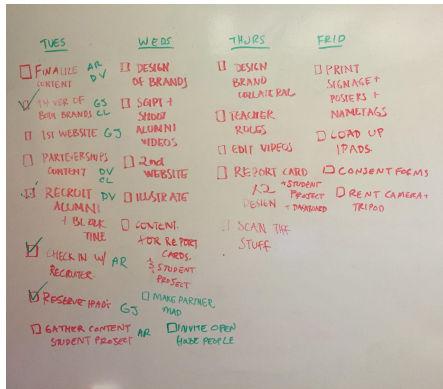 TUES
FINALIZE AR
CONTENT DV
1st VER OF GS
BOTH BRANDS CL
1ST WEBSITE GJ
PARTNERSHIPS
CONTENT DV
CL
RECRUIT DV
ALUMNI
+ BLOCK
TIME
CHECK IN W/ AR
RECRUITER
RESERVE IPADS
GJ
GATHER CONTENT
STUDENT PROJECT AR
WEDS
DESIGN
OF BRANDS
SCIPT +
SHOOT
ALUMNI
VIDEOS
2nd
WEBSITE
ILLUSTRATE
CONTENT
FOR REPORT
CARDS
+ STUDENT
PROJECT
MAKE PARTNER
INVITE OPEN
HOUSE PEOPLE
THURS
DESIGN
BRAND
COLLATERAL
TEACHER
ROLES
EDIT VIDEOS
REPORT CARD
+ STUDENT
PROJECT
DESIGN
SCAN
STUFF
FRID
PRINT
SIGNAGE +
POSTERS +
NAMETAGS
LOAD UP
IPADS
CONSENT FORMS
RENT CAMERA +
TRIPOD